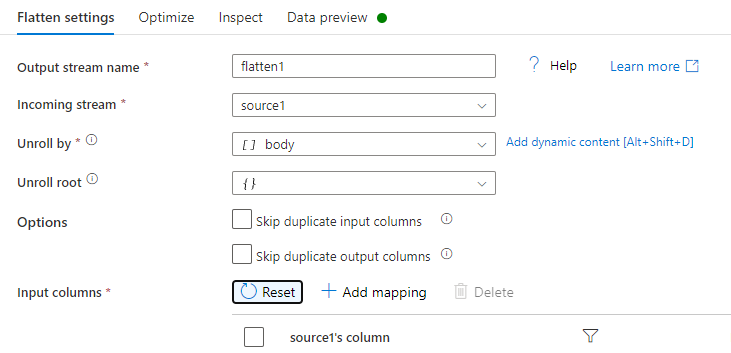 Flatten settings Optimize Inspect Data preview
Output stream name * flatten1 ? Help Learn more
Incoming stream * source1
Unroll by * [] body Add dynamic content [Alt+Shift+D]
Unroll root {}
Options Skip duplicate input columns
Skip duplicate output columns
Input columns * Reset + Add mapping Delete
source1's column